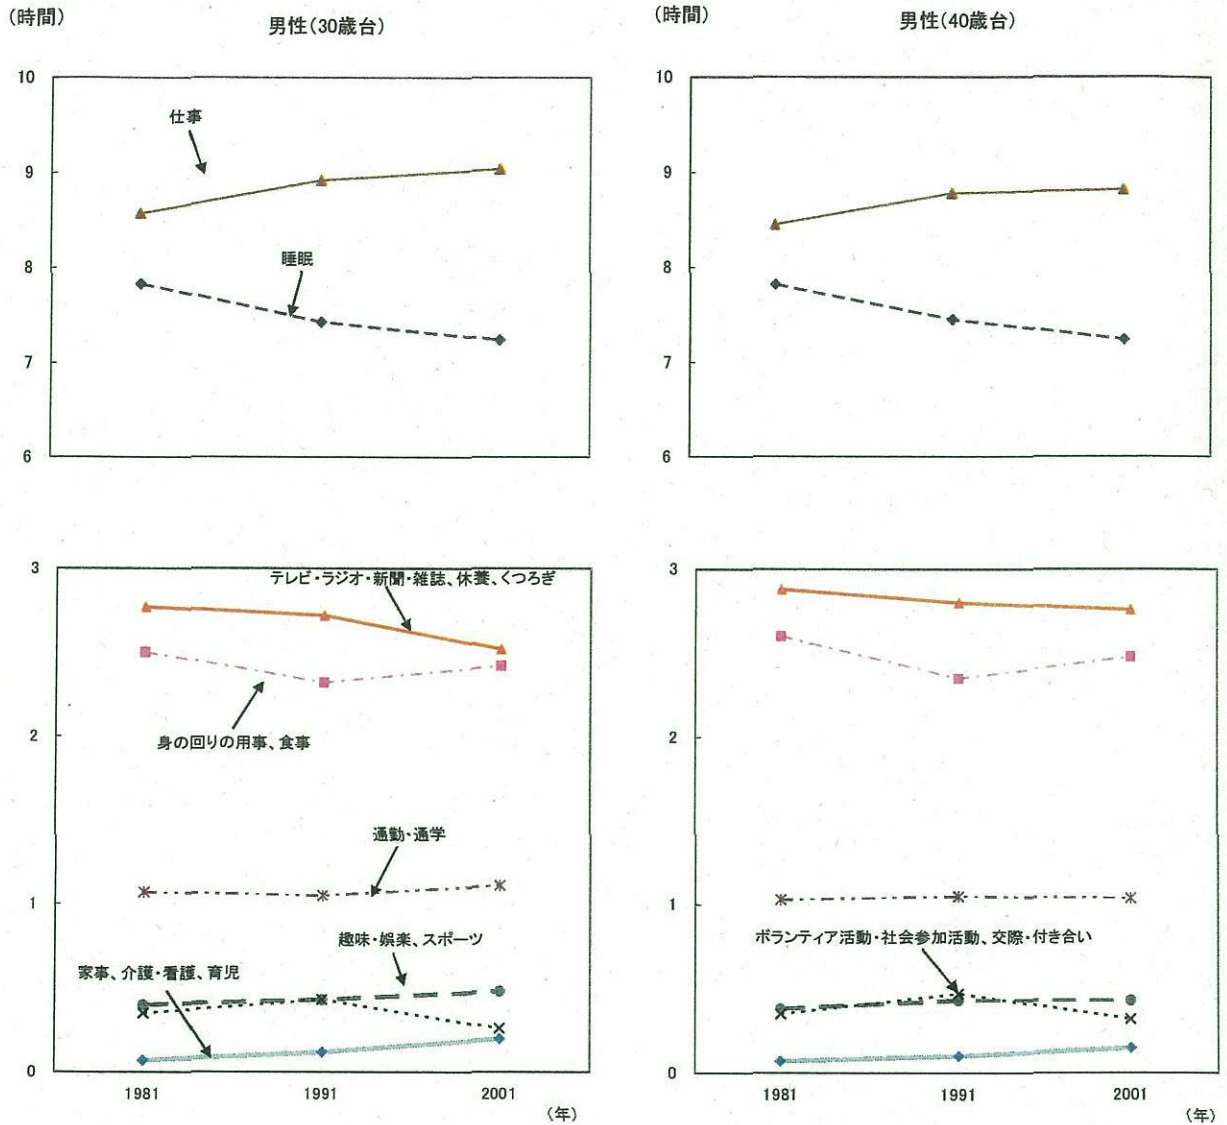 (時間)
男性(30歳台)
10
9
8
7
6
仕事
睡眠
3
2
1
0
テレビ・ラジオ・新聞・雑誌、休養、くつろぎ
身の回りの用事、食事
通勤・通学
趣味・娯楽、スポーツ
家事、介護・看護、育児
1981
1991
2001
(年)
(時間)
男性(40歳台)
10
9
8
7
6
3
2
1
0
ボランティア活動・社会参加活動、交際・付き合い
1981
1991
2001
(年)